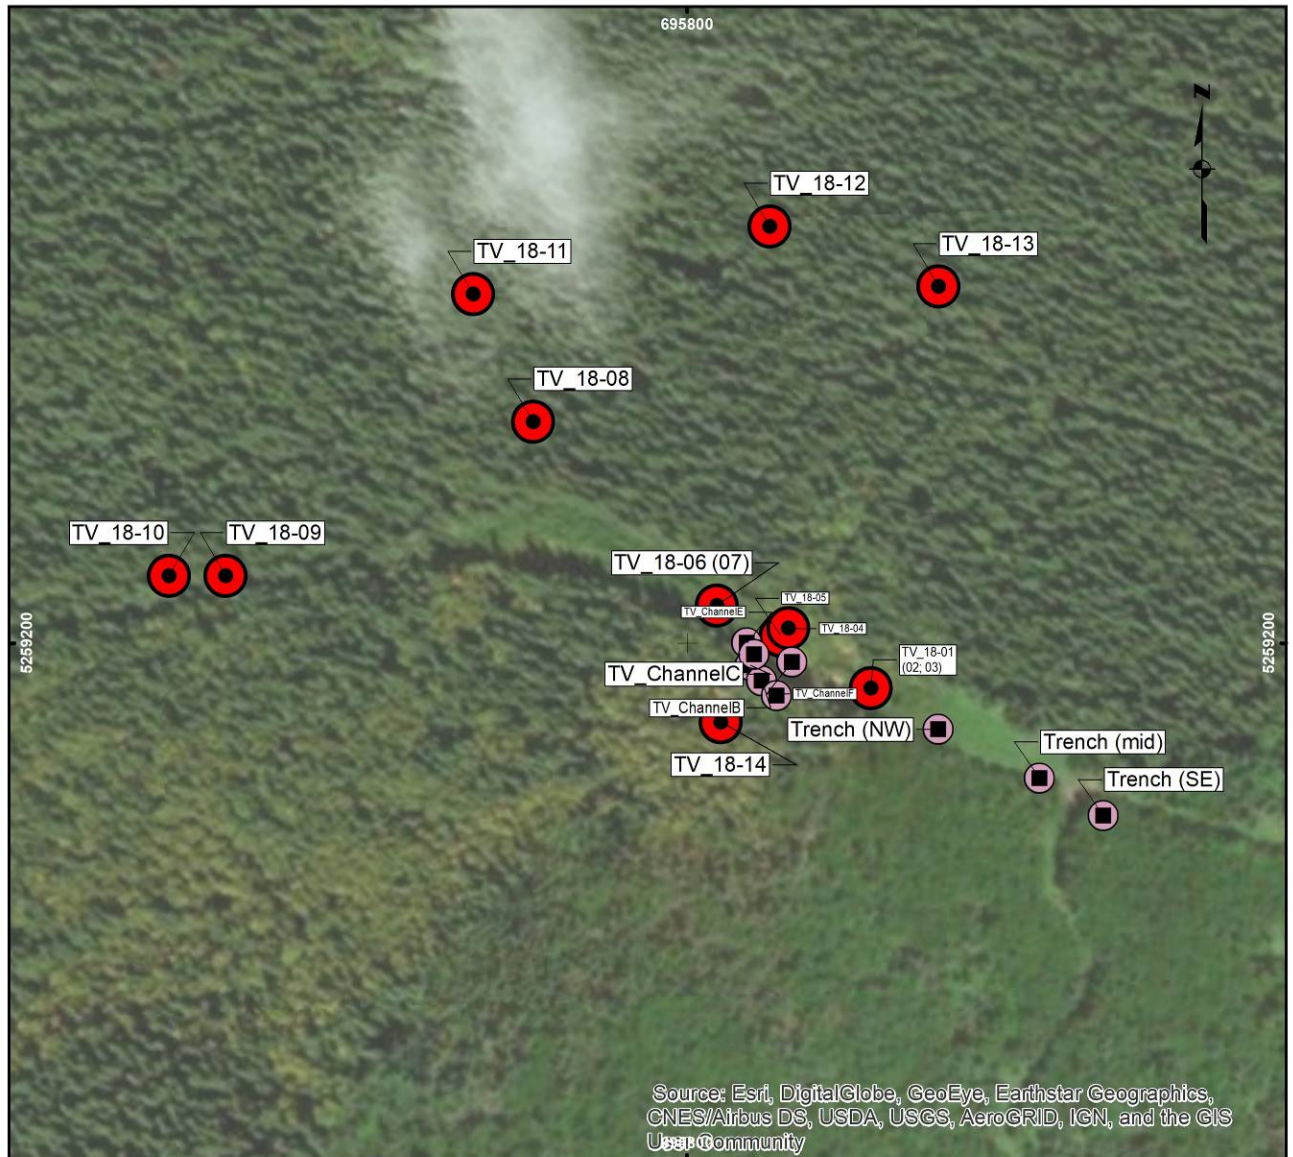 695800
N
TV_18-12
TV_18-13
TV_18-11
TV_18-08
TV_18-10
TV_18-09
TV_18-06 (07)
TV_18-05
TV_ChannelE
TV_18-04
5259200
5259200
TV_18-01
(02; 03)
TV_ChannelC
TV_ChannelF
TV_ChannelB
Trench (NW)
Trench (mid)
TV_18-14
Trench (SE)
Source: Esri, DigitalGlobe, GeoEye, Earthstar Geographics,
CNES/Airbus DS, USDA, USGS, AeroGRID, IGN, and the GIS
User Community
695800